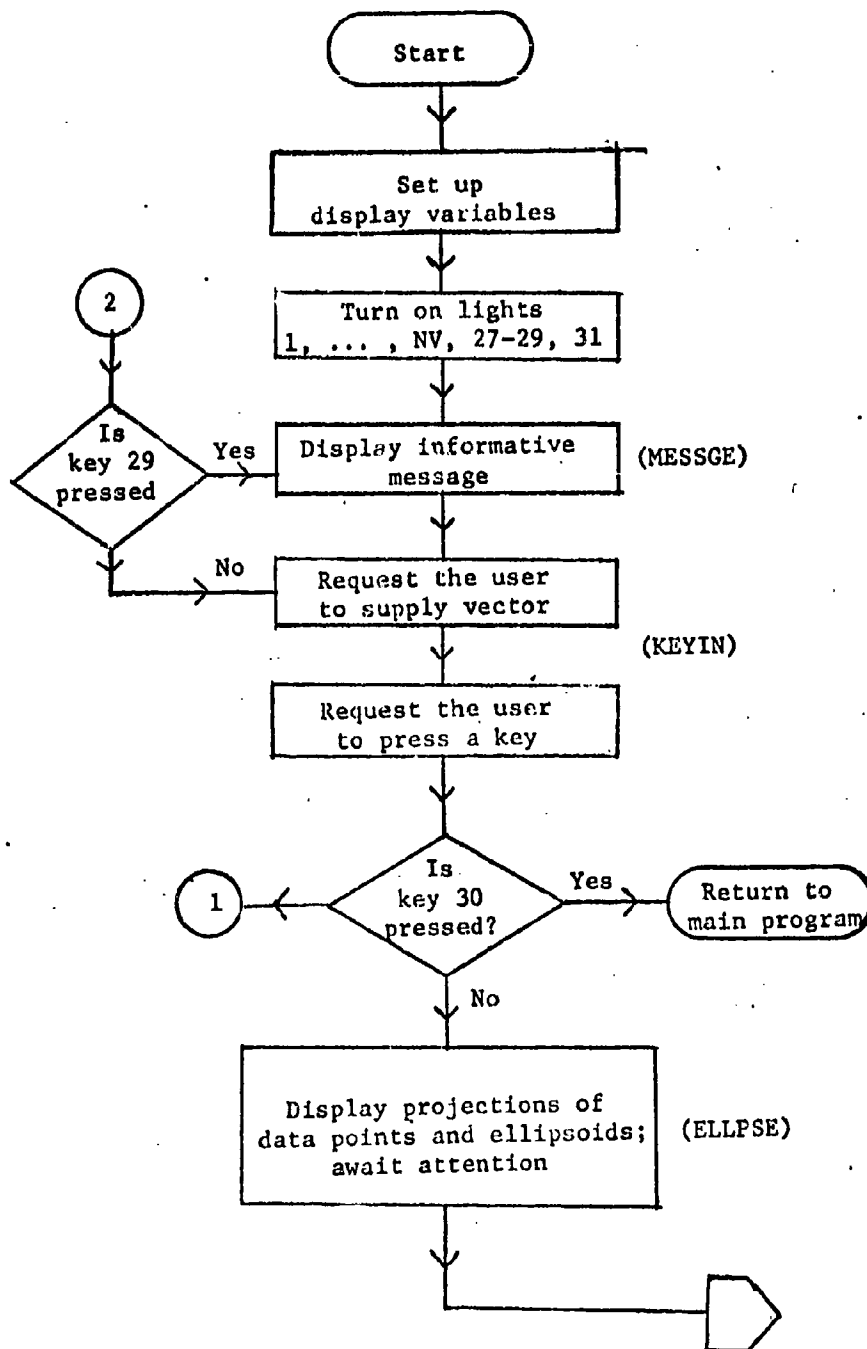 Start
Set up
display variables
2
Turn on lights
1, ... , NV, 27-29, 31
Is
key 29
pressed
Yes
Display informative
message
(MESSGE)
No
Request the user
to supply vector
(KEYIN)
Request the user
to press a key
1
Is
key 30
pressed?
Yes
Return to
main program
No
Display projections of
data points and ellipsoids;
await attention
(ELLPSE)